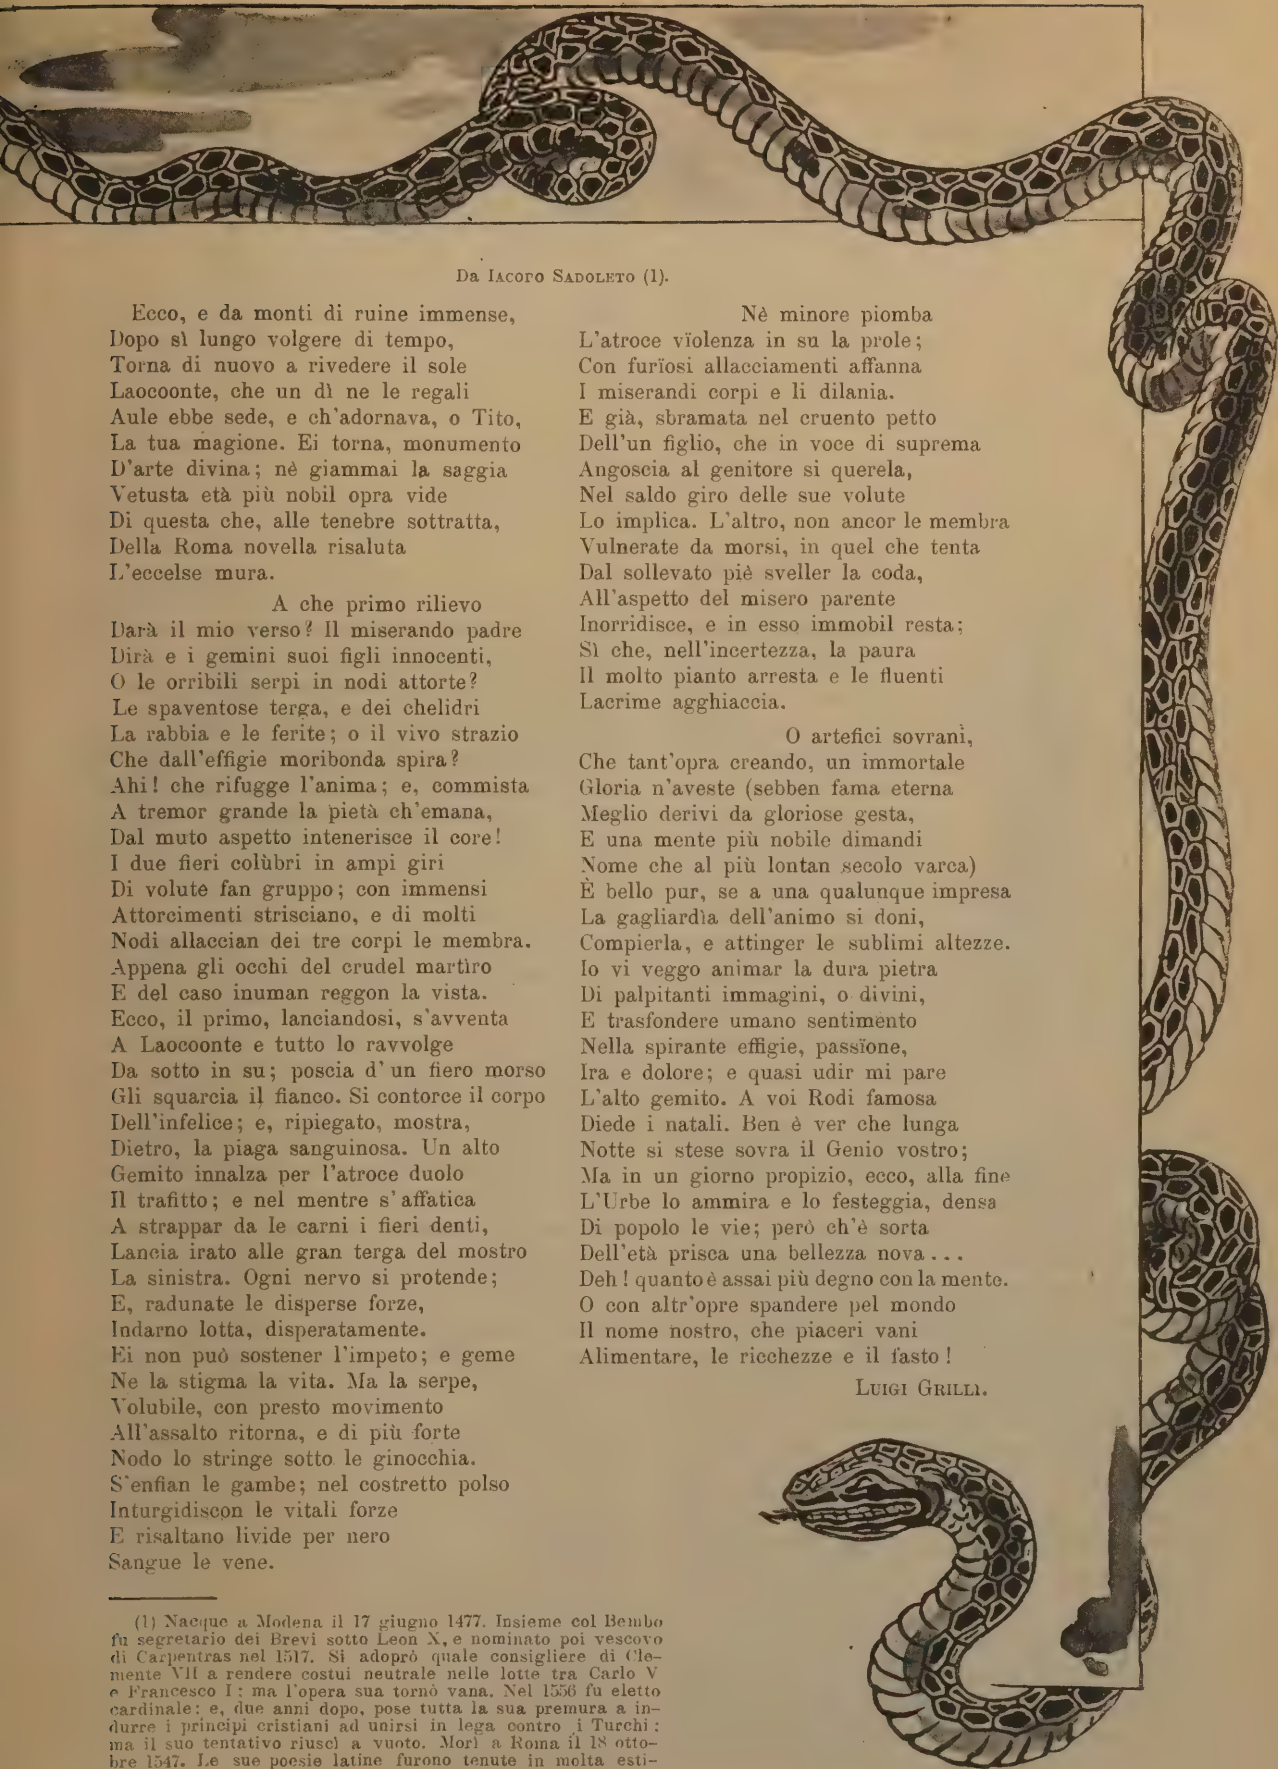 Da Iacopo Sadoleto (1).
Ecco, e da monti di ruine immense,
Dopo sì lungo volgere di tempo,
Torna di nuovo a rivedere il sole
Laocoonte, che un dì ne le regali
Aule ebbe sede, e ch'adornava, o Tito,
La tua magione. Ei torna, monumento
D'arte divina; nè giammai la saggia
Vetusta età più nobil opra vide
Di questa che, alle tenebre sottratta,
Della Roma novella risaluta
L'eccelse mura.
A che primo rilievo
Darà il mio verso? Il miserando padre
Dirà e i gemini suoi figli innocenti,
O le orribili serpi in nodi attorte?
Le spaventose terga, e dei chelidri
La rabbia e le ferite; o il vivo strazio
Che dall'effigie moribonda spira?
Ahi! che rifugge l'anima; e, commista
A tremor grande la pietà ch'emana,
Dal muto aspetto intenerisce il core!
I due fieri colùbri in ampi giri
Di volute fan gruppo; con immensi
Attorcimenti strisciano, e di molti
Nodi allaccian dei tre corpi le membra.
Appena gli occhi del crudel martìro
E del caso inuman reggon la vista.
Ecco, il primo, lanciandosi, s'avventa
A Laocoonte e tutto lo ravvolge
Da sotto in su; poscia d'un fiero morso
Gli squarcia il fianco. Si contorce il corpo
Dell'infelice; e, ripiegato, mostra,
Dietro, la piaga sanguinosa. Un alto
Gemito innalza per l'atroce duolo
Il trafitto; e nel mentre s'affatica
A strappar da le carni i fieri denti,
Lancia irato alle gran terga del mostro
La sinistra. Ogni nervo si protende;
E, radunate le disperse forze,
Indarno lotta, disperatamente.
Ei non può sostener l'impeto; e geme
Ne la stigma la vita. Ma la serpe,
Volubile, con presto movimento
All'assalto ritorna, e di più forte
Nodo lo stringe sotto le ginocchia.
S'enfian le gambe; nel costretto polso
Inturgidiscon le vitali forze
E risaltano livide per nero
Sangue le vene.
Nè minore piomba
L'atroce vïolenza in su la prole;
Con furïosi allacciamenti affanna
I miserandi corpi e li dilania.
E già, sbramata nel cruento petto
Dell'un figlio, che in voce di suprema
Angoscia al genitore si querela,
Nel saldo giro delle sue volute
Lo implica. L'altro, non ancor le membra
Vulnerate da morsi, in quel che tenta
Dal sollevato piè sveller la coda,
All'aspetto del misero parente
Inorridisce, e in esso immobil resta;
Sì che, nell'incertezza, la paura
Il molto pianto arresta e le fluenti
Lacrime agghiaccia.
O artefici sovrani,
Che tant'opra creando, un immortale
Gloria n'aveste (sebben fama eterna
Meglio derivi da gloriose gesta,
E una mente più nobile dimandi
Nome che al più lontan secolo varca)
È bello pur, se a una qualunque impresa
La gagliardìa dell'animo si doni,
Compierla, e attinger le sublimi altezze.
Io vi veggo animar la dura pietra
Di palpitanti immagini, o divini,
E trasfondere umano sentimento
Nella spirante effigie, passïone,
Ira e dolore; e quasi udir mi pare
L'alto gemito. A voi Rodi famosa
Diede i natali. Ben è ver che lunga
Notte si stese sovra il Genio vostro;
Ma in un giorno propizio, ecco, alla fine
L'Urbe lo ammira e lo festeggia, densa
Di popolo le vie; però ch'è sorta
Dell'età prisca una bellezza nova...
Deh! quanto è assai più degno con la mente.
O con altr'opre spandere pel mondo
Il nome nostro, che piaceri vani
Alimentare, le ricchezze e il fasto!
Luigi Grilli.
(1) Nacque a Modena il 17 giugno 1477. Insieme col Bembo
fu segretario dei Brevi sotto Leon X, e nominato poi vescovo
di Carpentras nel 1517. Si adoprò quale consigliere di Cle-
mente VII a rendere costui neutrale nelle lotte tra Carlo V
e Francesco I: ma l'opera sua tornò vana. Nel 1536 fu eletto
cardinale: e, due anni dopo, pose tutta la sua premura a in-
durre i principi cristiani ad unirsi in lega contro i Turchi:
ma il suo tentativo riuscì a vuoto. Morì a Roma il 18 otto-
bre 1547. Le sue poesie latine furono tenute in molta esti-